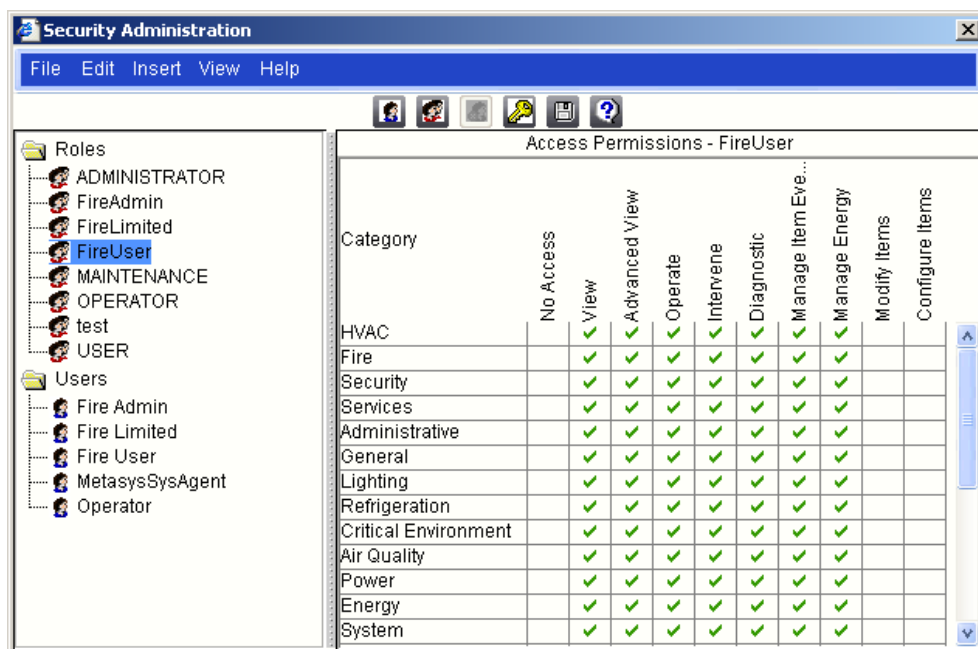 Security Administration
File Edit Insert View Help
Roles
ADMINISTRATOR
FireAdmin
FireLimited
FireUser
MAINTENANCE
OPERATOR
test
USER
Users
Fire Admin
Fire Limited
Fire User
MetasysSysAgent
Operator
Access Permissions - FireUser
Category
No Access
View
Advanced View
Operate
Intervene
Diagnostic
Manage Item Eve...
Manage Energy
Modify Items
Configure Items
HVAC
Fire
Security
Services
Administrative
General
Lighting
Refrigeration
Critical Environment
Air Quality
Power
Energy
System